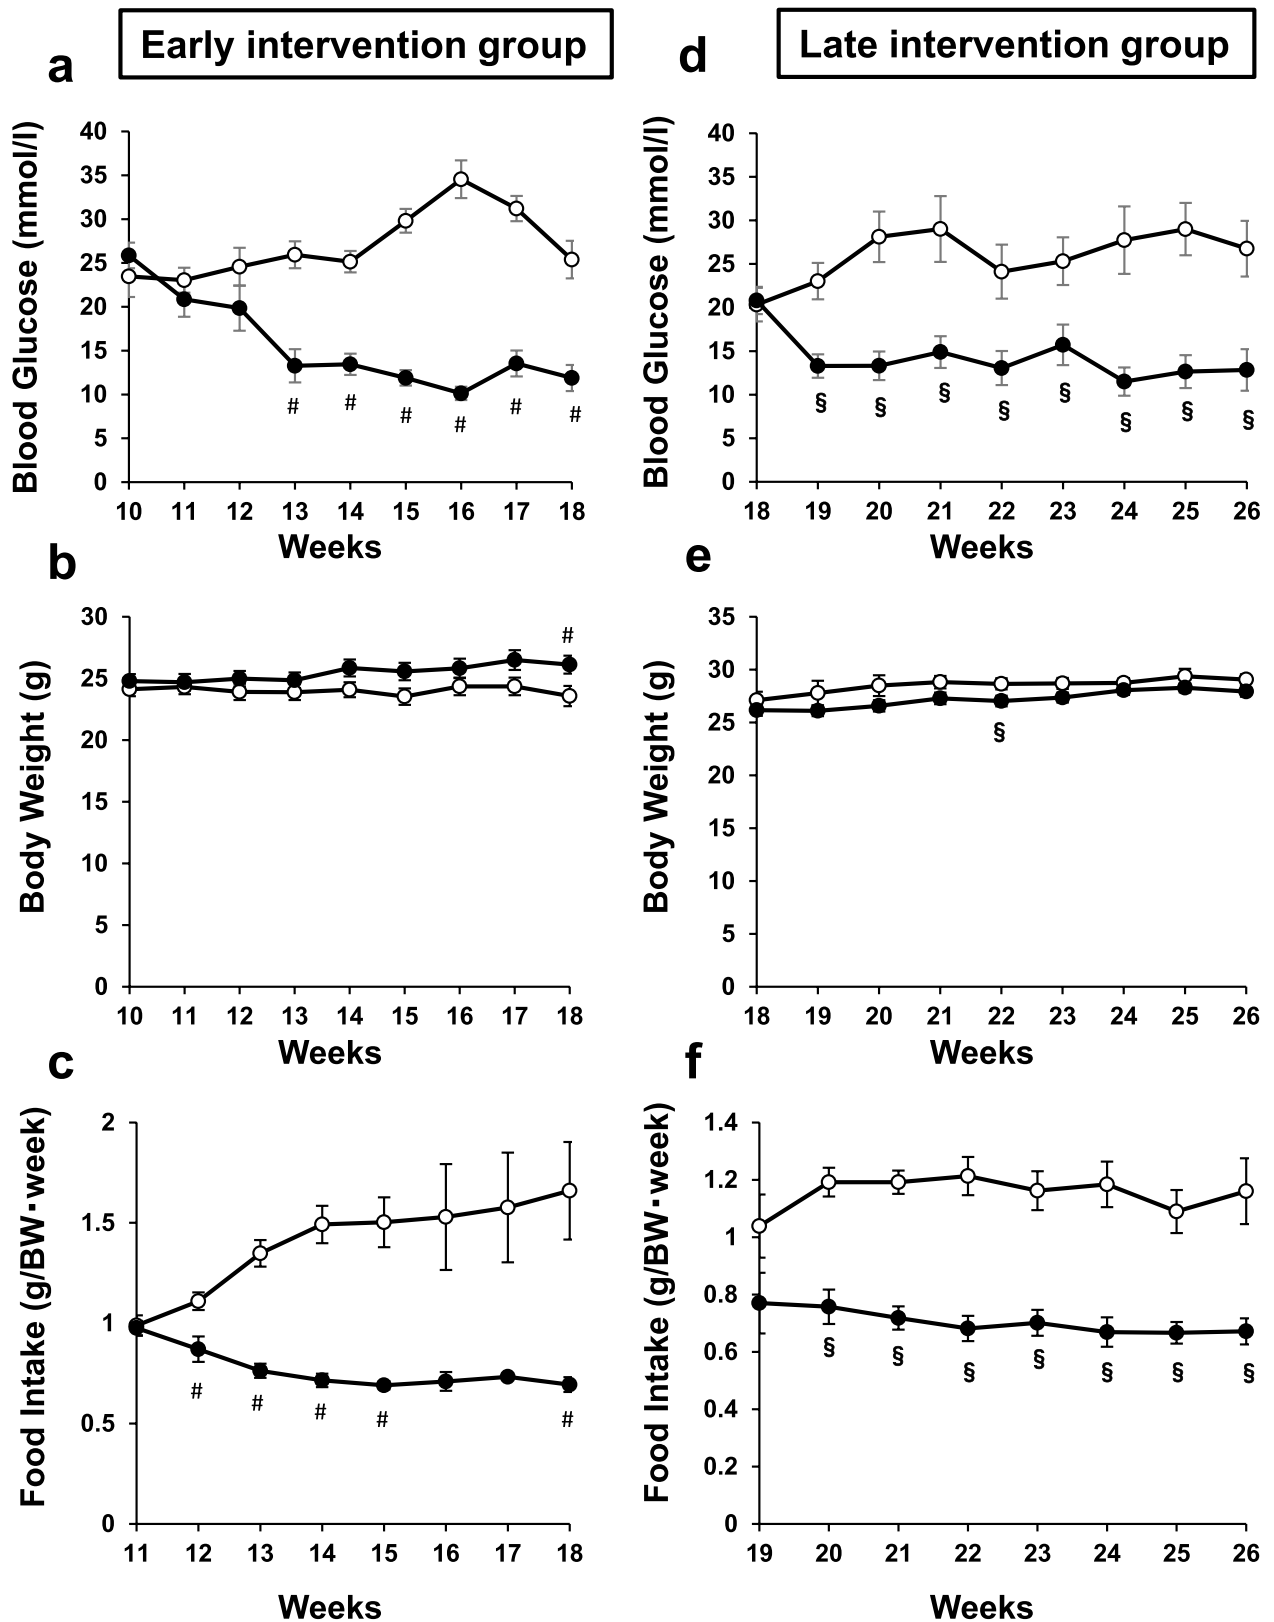 Early intervention group
Late intervention group
a
Blood Glucose (mmol/l)
40
35
30
25
20
15
10
5
0
# # # # # #
10 11 12 13 14 15 16 17 18
Weeks
d
Blood Glucose (mmol/l)
40
35
30
25
20
15
10
5
0
§ § § § § § § §
18 19 20 21 22 23 24 25 26
Weeks
b
Body Weight (g)
30
25
20
15
10
5
0
#
10 11 12 13 14 15 16 17 18
Weeks
e
Body Weight (g)
35
30
25
20
15
10
5
0
§
18 19 20 21 22 23 24 25 26
Weeks
c
Food Intake (g/BW·week)
2
1.5
1
0.5
0
# # # # #
11 12 13 14 15 16 17 18
Weeks
f
Food Intake (g/BW·week)
1.4
1.2
1
0.8
0.6
0.4
0.2
0
§ § § § § § §
19 20 21 22 23 24 25 26
Weeks